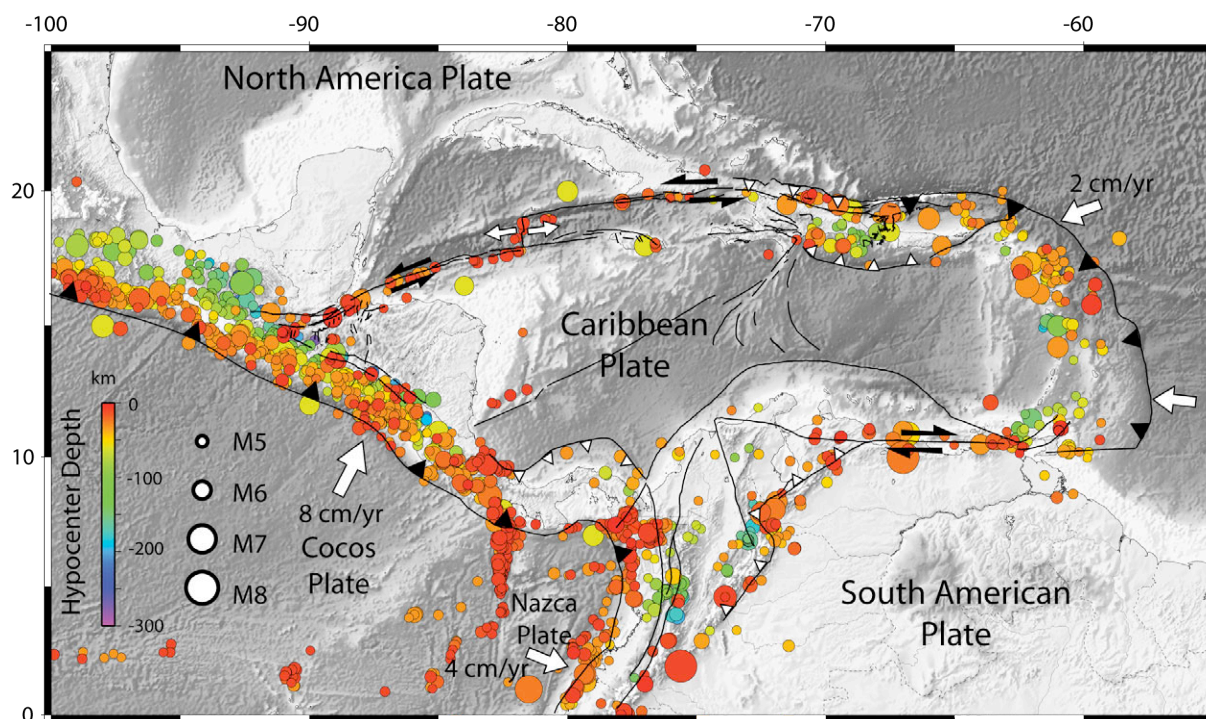 -100 -90 -80 -70 -60
North America Plate
20
2 cm/yr
Caribbean
Plate
km
0
-100
-200
-300
Hypocenter Depth
M5
M6
M7
M8
10
8 cm/yr
Cocos
Plate
Nazca
Plate
4 cm/yr
South American
Plate
0